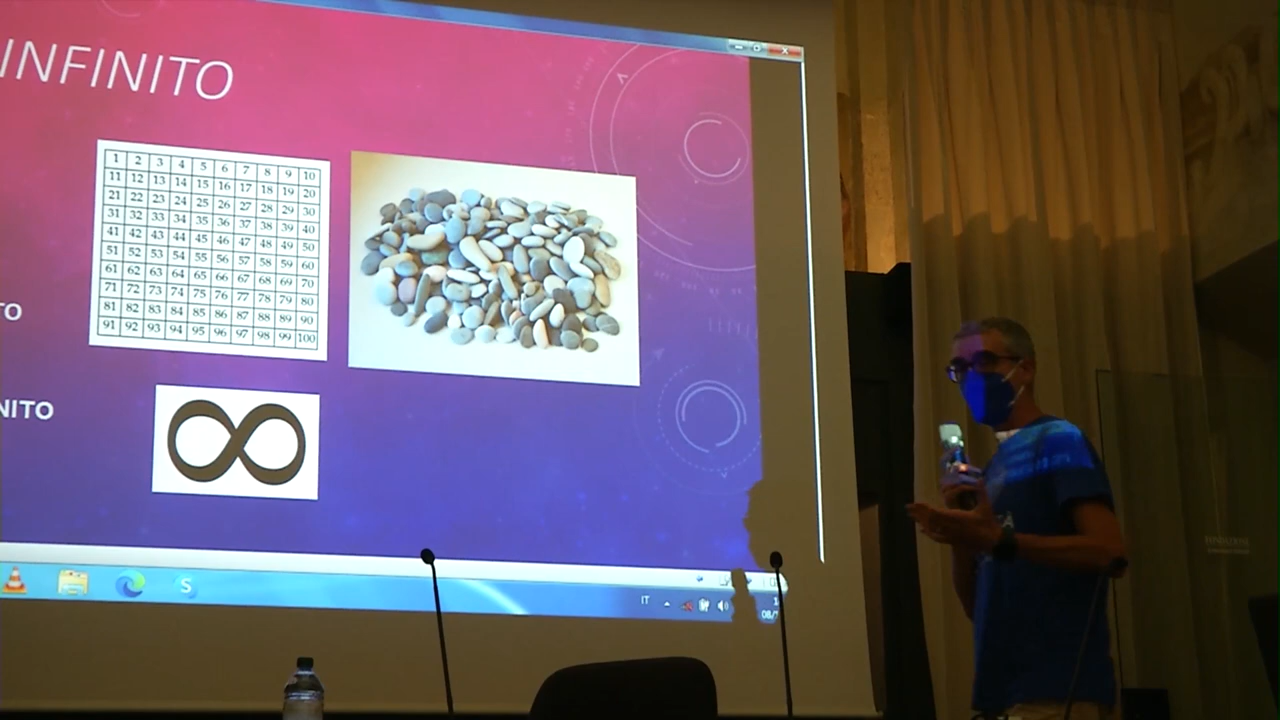 INFINITO
1 2 3 4 5 6 7 8 9 10
11 12 13 14 15 16 17 18 19 20
21 22 23 24 25 26 27 28 29 30
31 32 33 34 35 36 37 38 39 40
41 42 43 44 45 46 47 48 49 50
51 52 53 54 55 56 57 58 59 60
61 62 63 64 65 66 67 68 69 70
71 72 73 74 75 76 77 78 79 80
81 82 83 84 85 86 87 88 89 90
91 92 93 94 95 96 97 98 99 100
TO
NITO
∞
S
IT
08/
FONDAZIONE